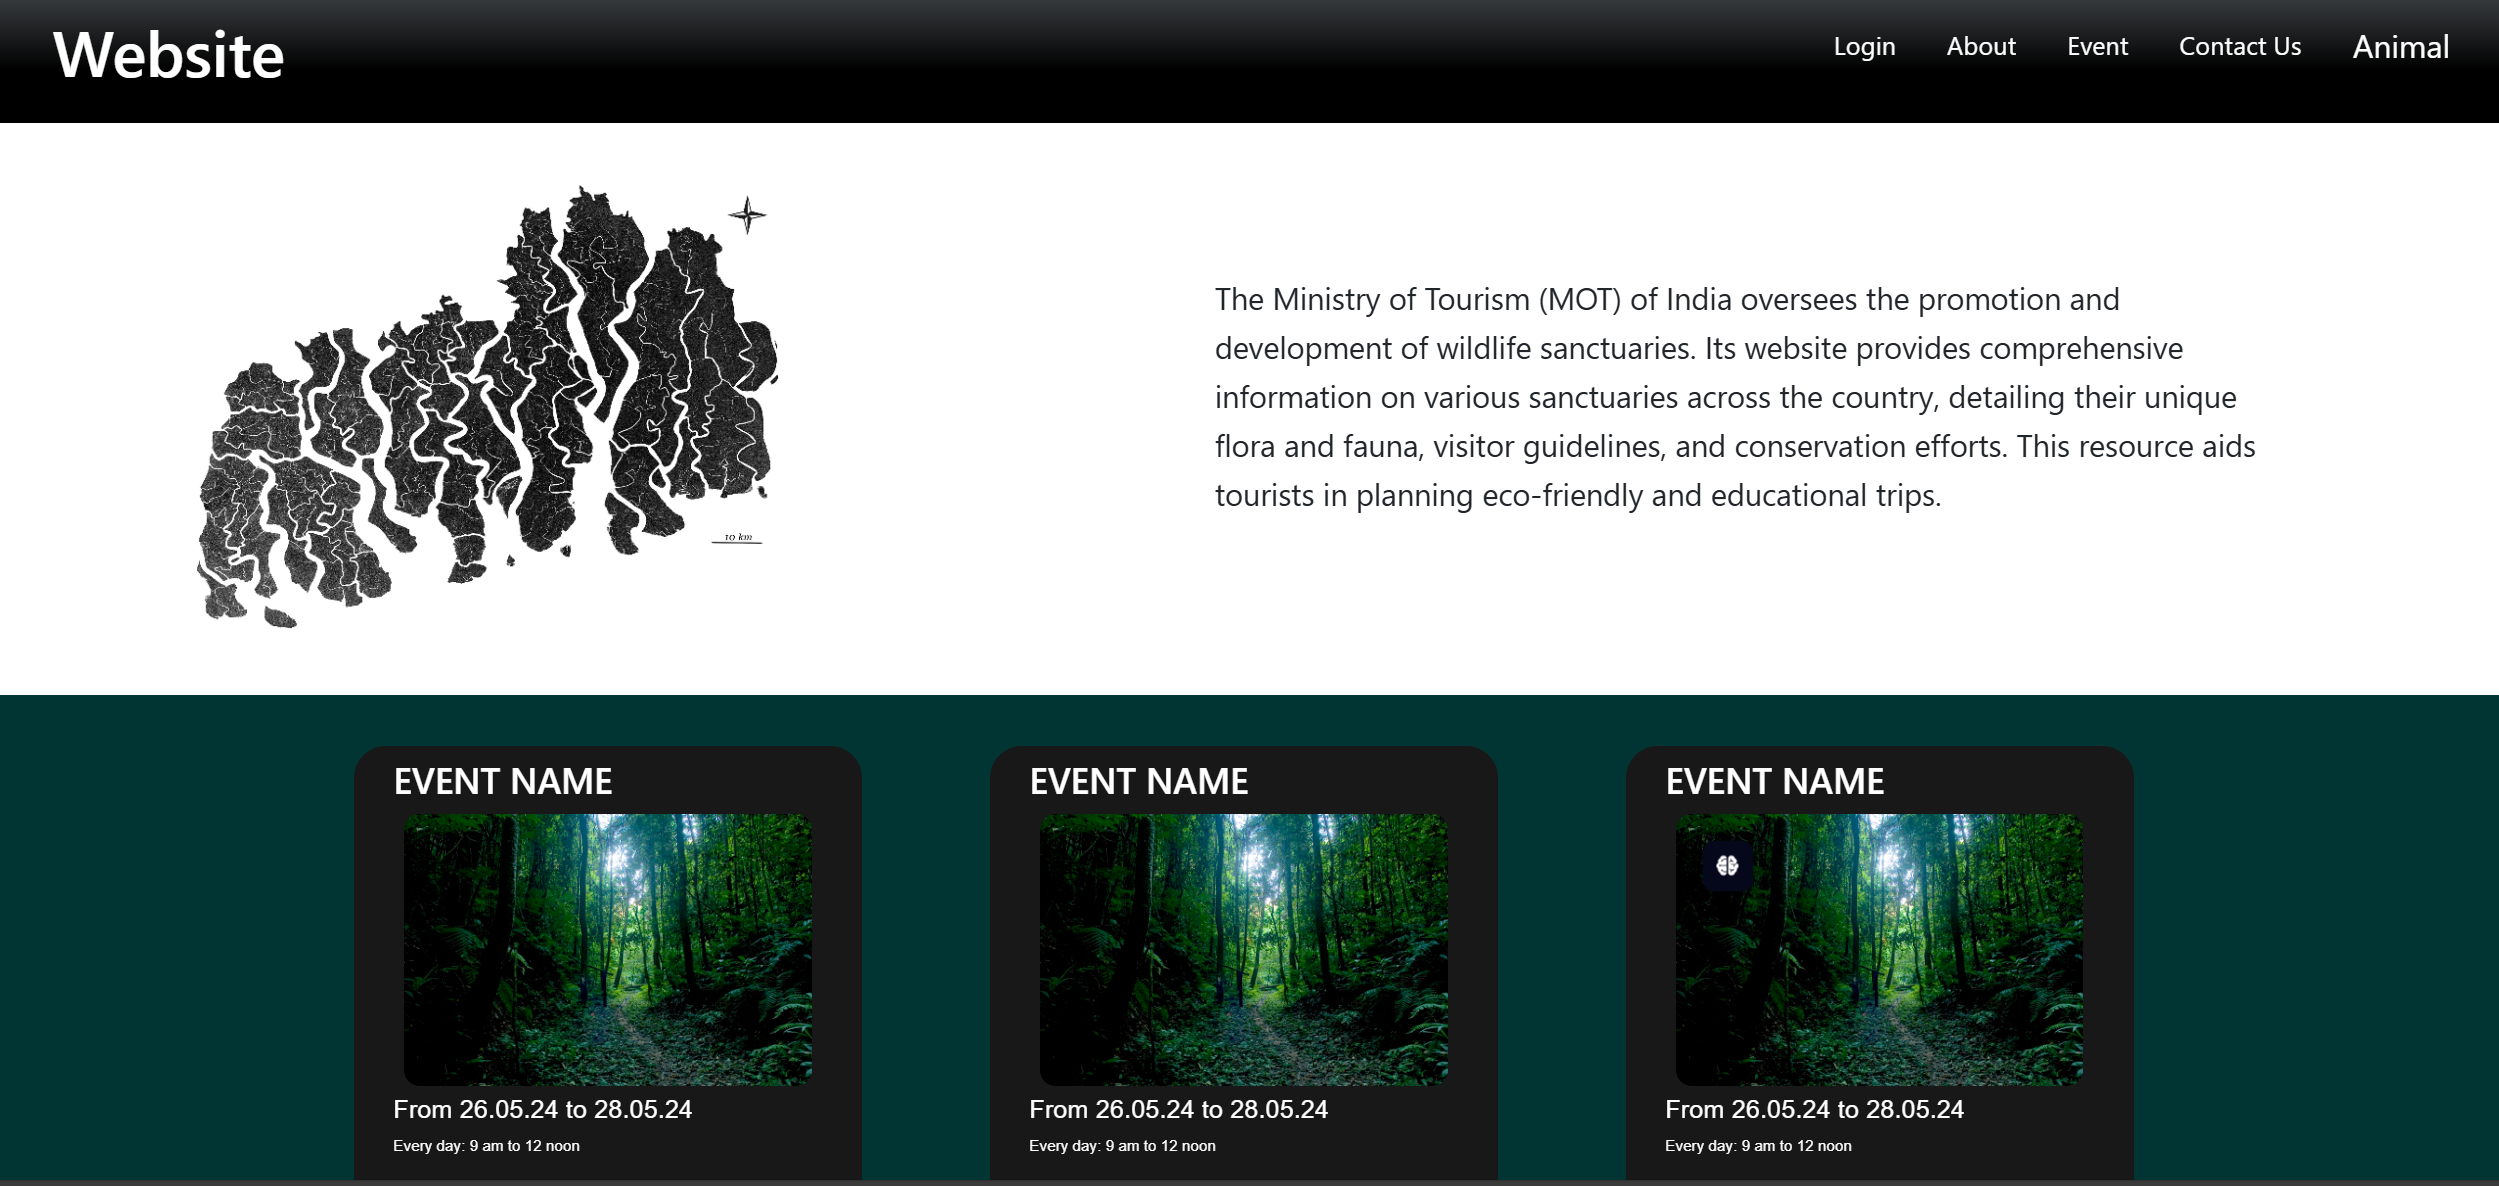 Website
Login About Event Contact Us Animal
10 km
The Ministry of Tourism (MOT) of India oversees the promotion and
development of wildlife sanctuaries. Its website provides comprehensive
information on various sanctuaries across the country, detailing their unique
flora and fauna, visitor guidelines, and conservation efforts. This resource aids
tourists in planning eco-friendly and educational trips.
EVENT NAME
From 26.05.24 to 28.05.24
Every day: 9 am to 12 noon
EVENT NAME
From 26.05.24 to 28.05.24
Every day: 9 am to 12 noon
EVENT NAME
From 26.05.24 to 28.05.24
Every day: 9 am to 12 noon